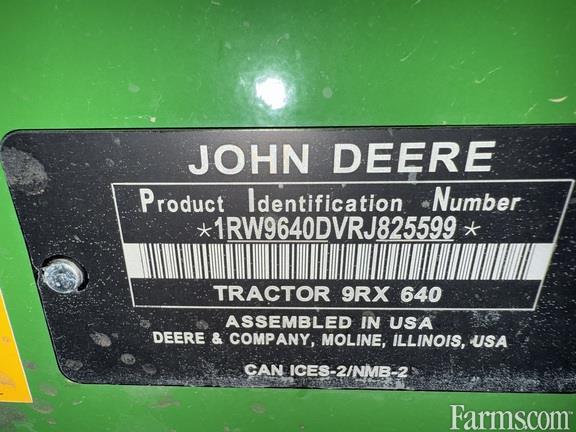 JOHN DEERE
Product Identification Number
*1RW9640DVRJ825599*
TRACTOR 9RX 640
ASSEMBLED IN USA
DEERE & COMPANY, MOLINE, ILLINOIS, USA
CAN ICES-2/NMB-2
Farms.com